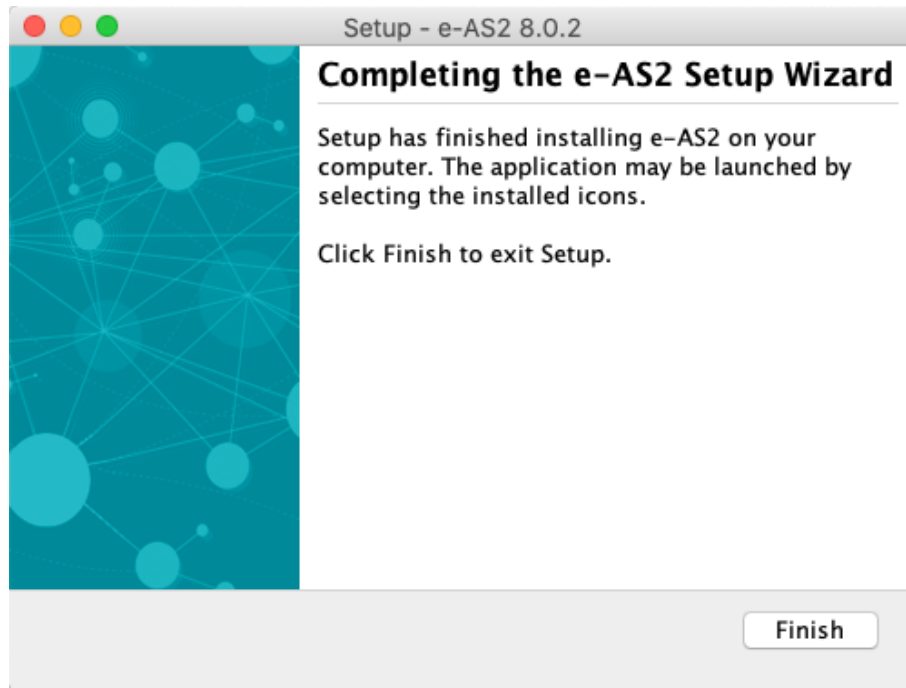 Setup - e-AS2 8.0.2
Completing the e-AS2 Setup Wizard
Setup has finished installing e-AS2 on your
computer. The application may be launched by
selecting the installed icons.
Click Finish to exit Setup.
Finish